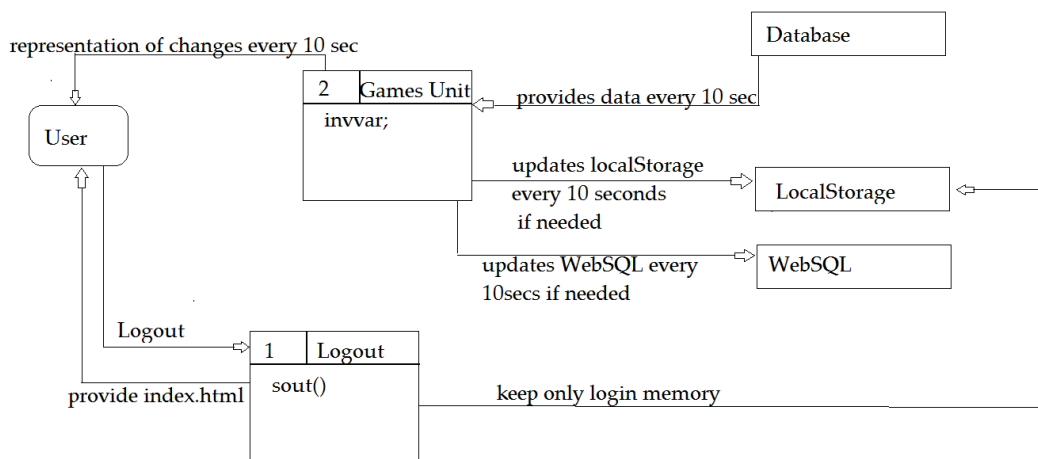 representation of changes every 10 sec
Database
2 Games Unit
provides data every 10 sec
invvar;
User
updates localStorage
every 10 seconds
if needed
LocalStorage
updates WebSQL every
10secs if needed
WebSQL
Logout
1 Logout
provide index.html
sout()
keep only login memory